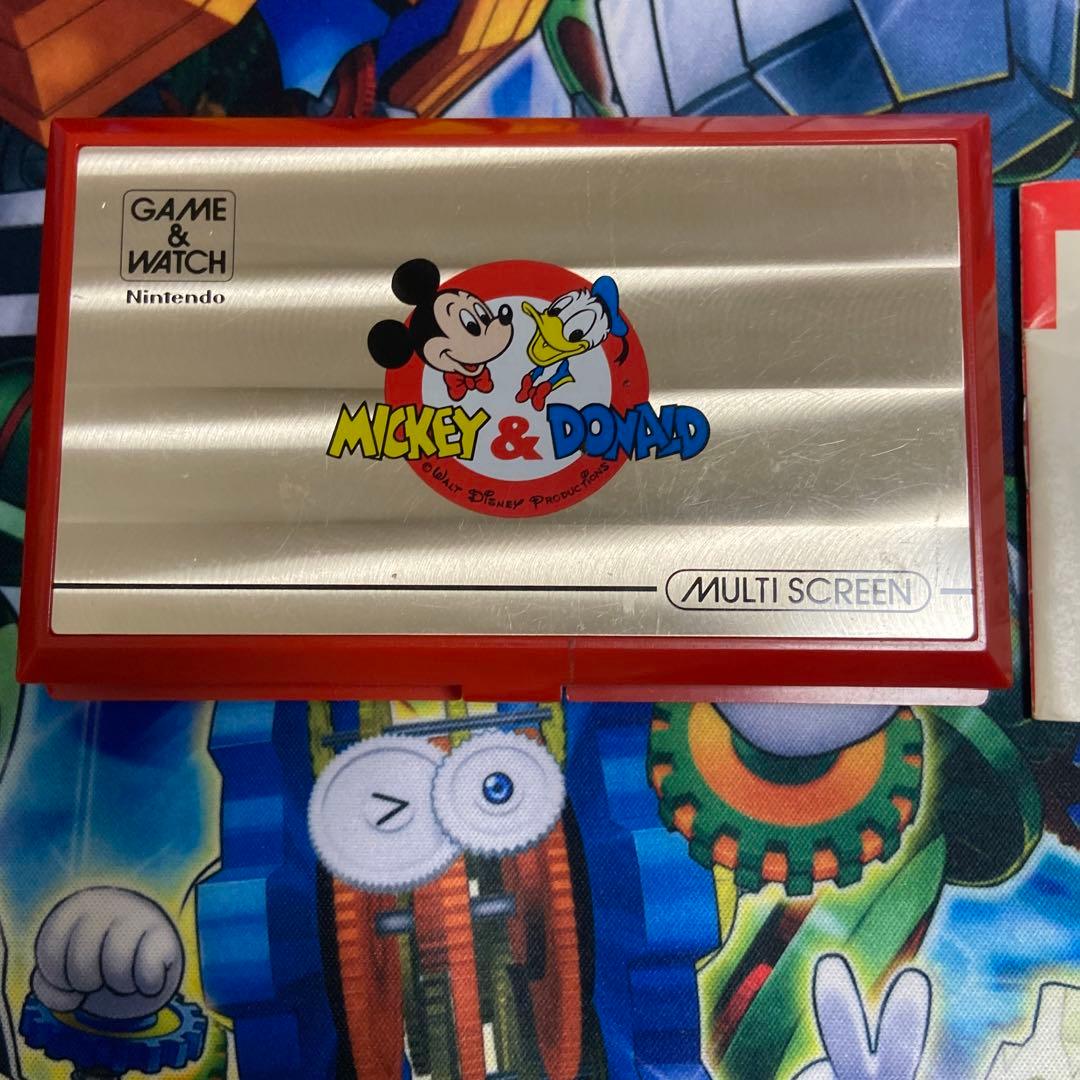 GAME
&
WATCH
Nintendo
MICKEY & DONALD
© WALT DISNEY PRODUCTIONS
MULTI SCREEN